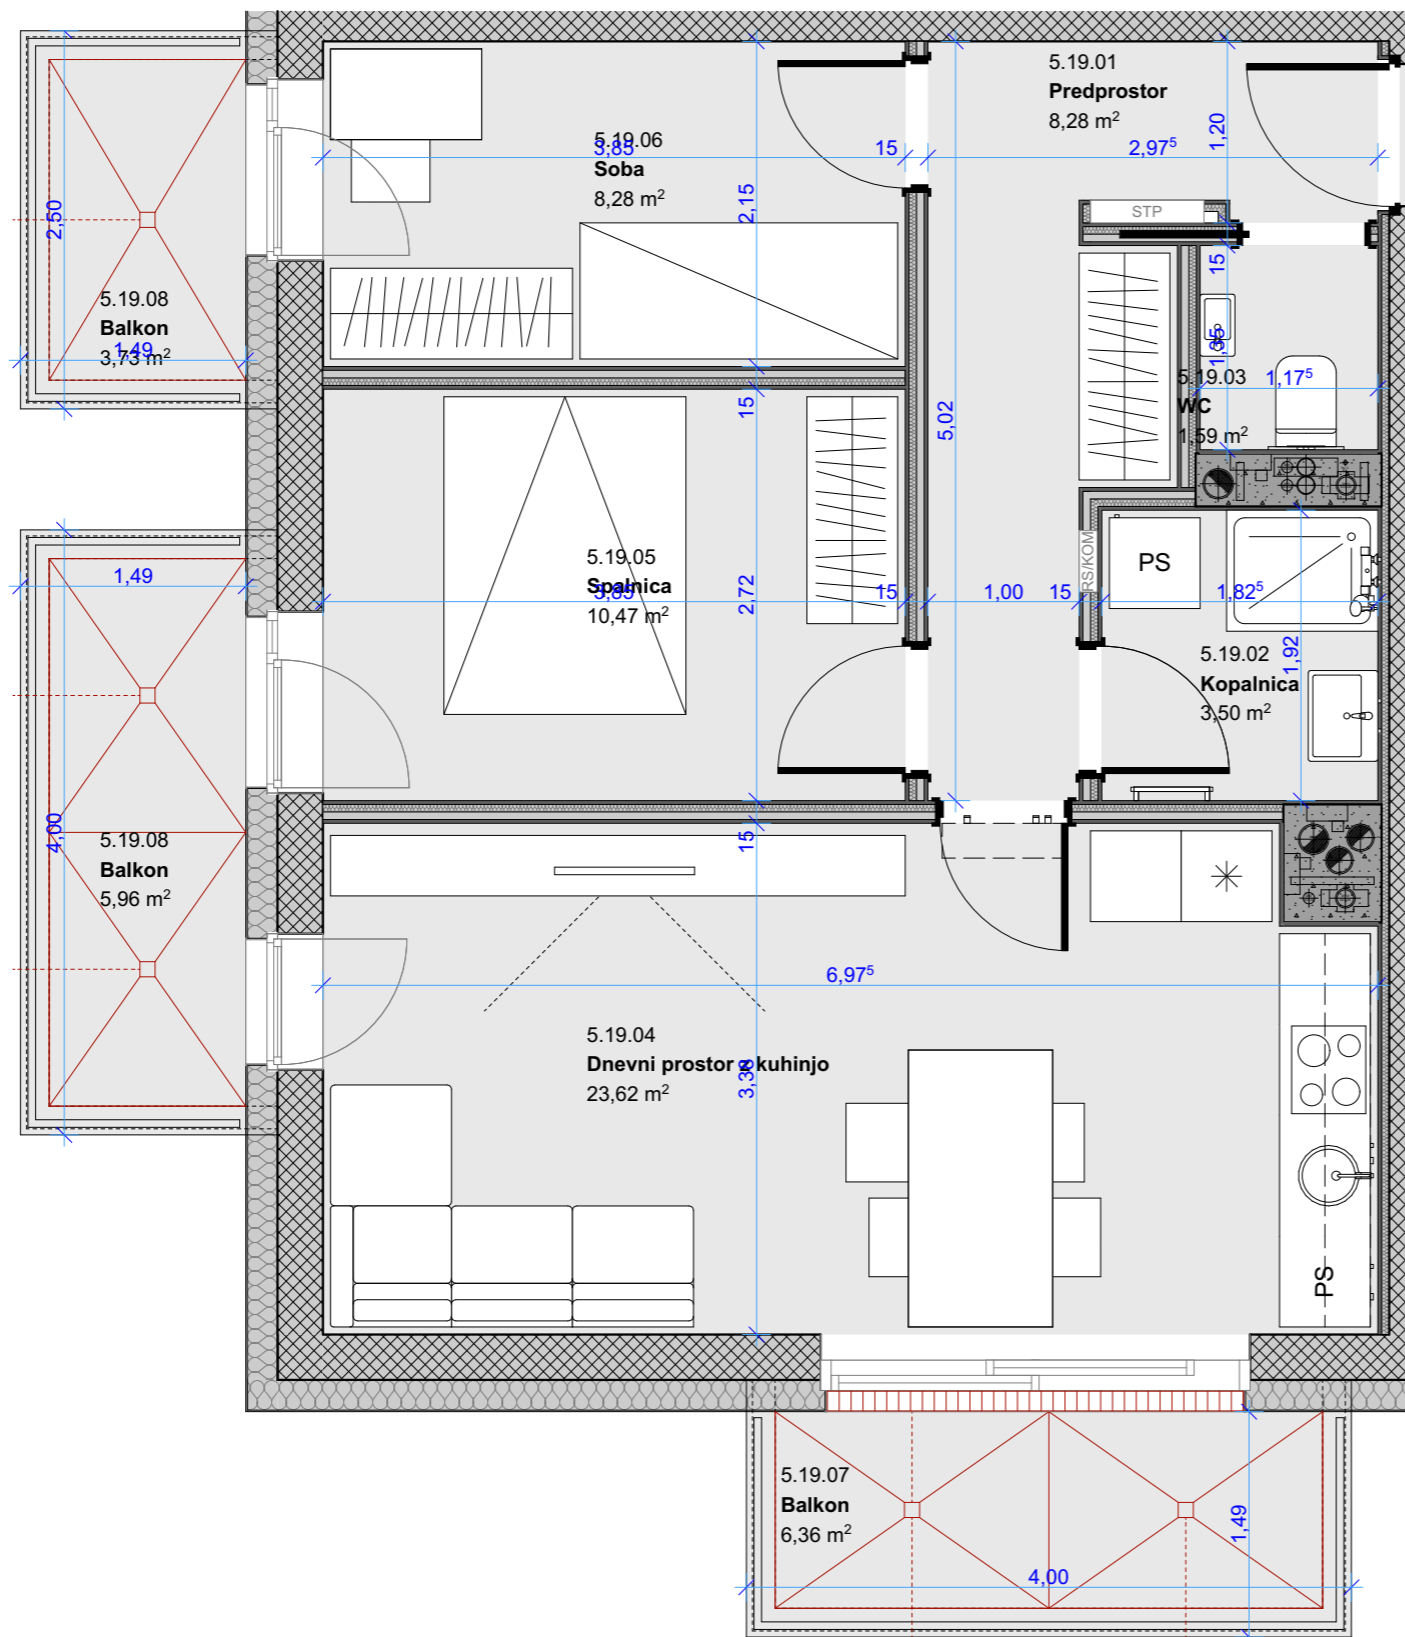 5.19.01
Predprostor
8,28 m²
1,20
2,97⁵
15
5.19.06
3,85
Soba
8,28 m²
2,15
2,50
STP
15
5.19.08
Balkon
3,73 m²
1,49
1,35
5.19.03
1,17⁵
WC
1,59 m²
15
5,02
5.19.05
Spalnica
3,85
10,47 m²
2,72
15
1,00
15
1,82⁵
RS/KOM
PS
1,49
5.19.02
Kopalnica
3,50 m²
1,92
4,00
5.19.08
Balkon
5,96 m²
15
6,97⁵
5.19.04
Dnevni prostor z kuhinjo
23,62 m²
PS
5.19.07
Balkon
6,36 m²
1,49
4,00